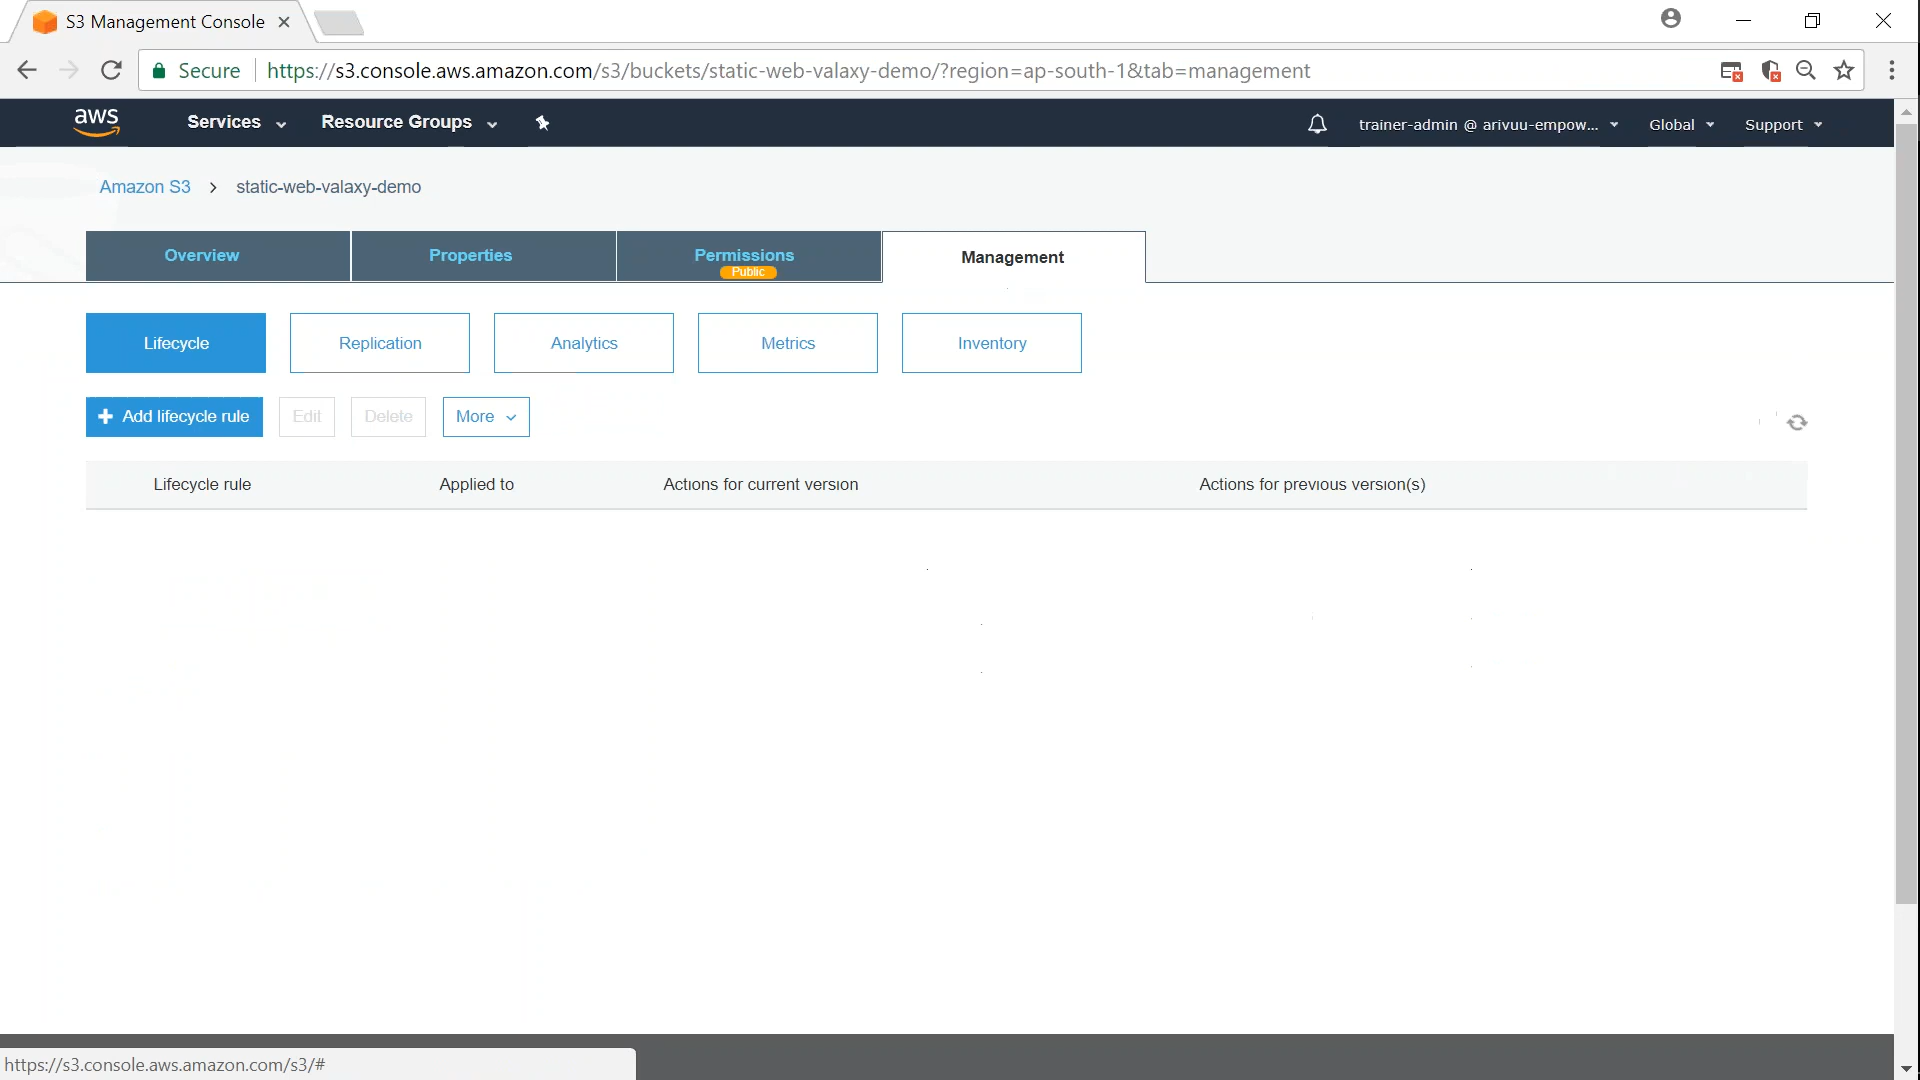 S3 Management Console
Secure https://s3.console.aws.amazon.com/s3/buckets/static-web-valaxy-demo/?region=ap-south-1&tab=management
aws Services Resource Groups trainer-admin @ arivuu-empow... Global Support
Amazon S3 > static-web-valaxy-demo
Overview Properties Permissions Management
Public
Lifecycle Replication Analytics Metrics Inventory
+ Add lifecycle rule Edit Delete More
Lifecycle rule Applied to Actions for current version Actions for previous version(s)
https://s3.console.aws.amazon.com/s3/#